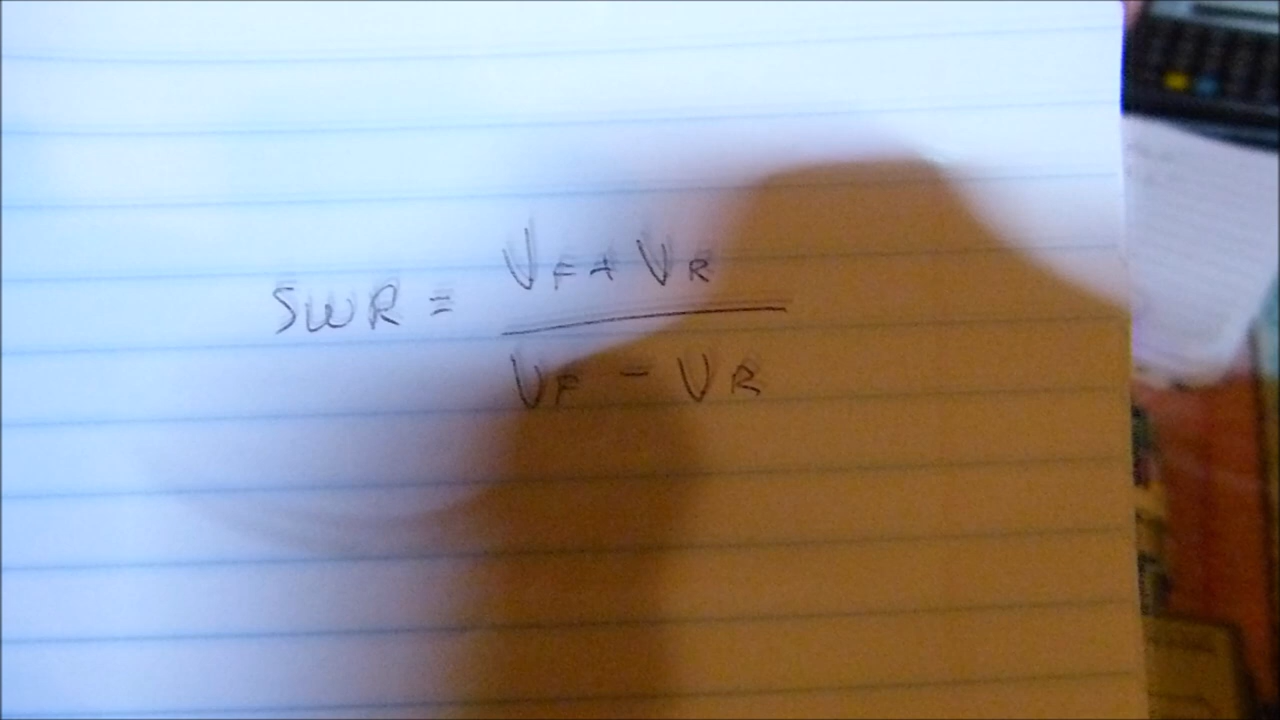 SWR = VF + VR
VF - VR